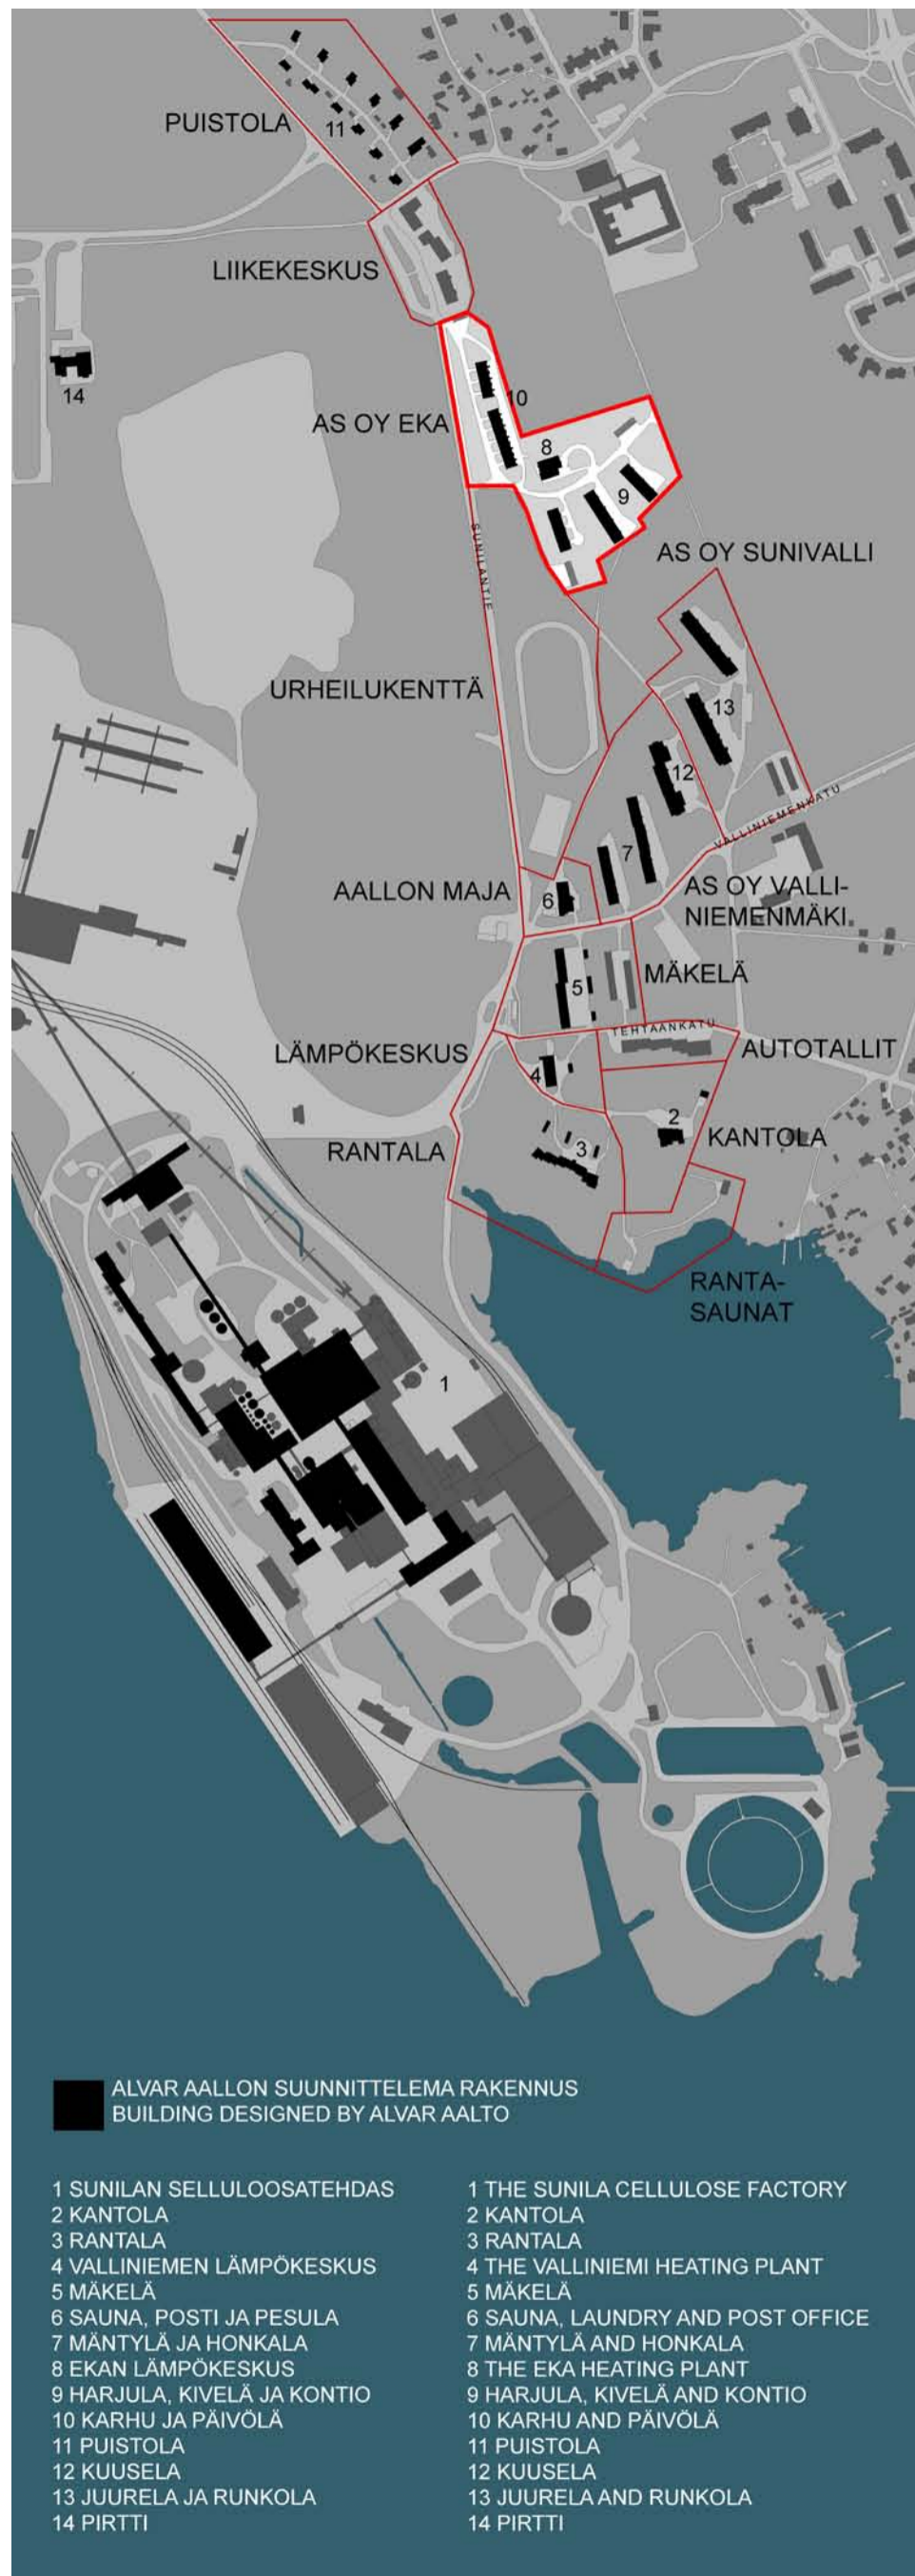 PUISTOLA
11
LIIKEKESKUS
14
10
AS OY EKA
8
9
SUNILANTIE
AS OY SUNIVALLI
URHEILUKENTTÄ
13
12
VALLINIEMENKATU
7
AALLON MAJA
6
AS OY VALLI-
NIEMENMÄKI
MÄKELÄ
5
TEHTAANKATU
LÄMPÖKESKUS
AUTOTALLIT
4
2
KANTOLA
RANTALA
3
RANTA-
SAUNAT
1
ALVAR AALLON SUUNNITTELEMA RAKENNUS
BUILDING DESIGNED BY ALVAR AALTO
1 SUNILAN SELLULOOSATEHDAS
2 KANTOLA
3 RANTALA
4 VALLINIEMEN LÄMPÖKESKUS
5 MÄKELÄ
6 SAUNA, POSTI JA PESULA
7 MÄNTYLÄ JA HONKALA
8 EKAN LÄMPÖKESKUS
9 HARJULA, KIVELÄ JA KONTIO
10 KARHU JA PÄIVÖLÄ
11 PUISTOLA
12 KUUSELA
13 JUURELA JA RUNKOLA
14 PIRTTI
1 THE SUNILA CELLULOSE FACTORY
2 KANTOLA
3 RANTALA
4 THE VALLINIEMI HEATING PLANT
5 MÄKELÄ
6 SAUNA, LAUNDRY AND POST OFFICE
7 MÄNTYLÄ AND HONKALA
8 THE EKA HEATING PLANT
9 HARJULA, KIVELÄ AND KONTIO
10 KARHU AND PÄIVÖLÄ
11 PUISTOLA
12 KUUSELA
13 JUURELA AND RUNKOLA
14 PIRTTI